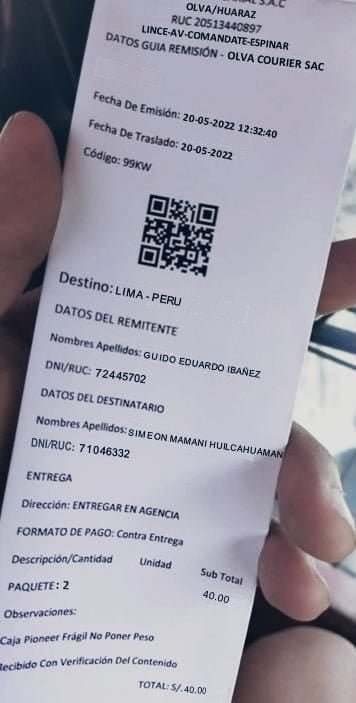 S.A.C
OLVA/HUARAZ
RUC 20513440897
LINCE-AV-COMANDATE-ESPINAR
DATOS GUIA REMISIÓN - OLVA COURIER SAC
Fecha De Emisión: 20-05-2022 12:32:40
Fecha De Traslado: 20-05-2022
Código: 99KW
Destino: LIMA - PERU
DATOS DEL REMITENTE
Nombres Apellidos: GUIDO EDUARDO IBAÑEZ
DNI/RUC: 72445702
DATOS DEL DESTINATARIO
Nombres Apellidos: SIMEON MAMANI HUILCAHUAMAN
DNI/RUC: 71046332
ENTREGA
Dirección: ENTREGAR EN AGENCIA
FORMATO DE PAGO: Contra Entrega
Descripción/Cantidad Unidad Sub Total
PAQUETE: 2 40.00
Observaciones:
Caja Pioneer Frágil No Poner Peso
Recibido Con Verificación Del Contenido
TOTAL: S/.40.00